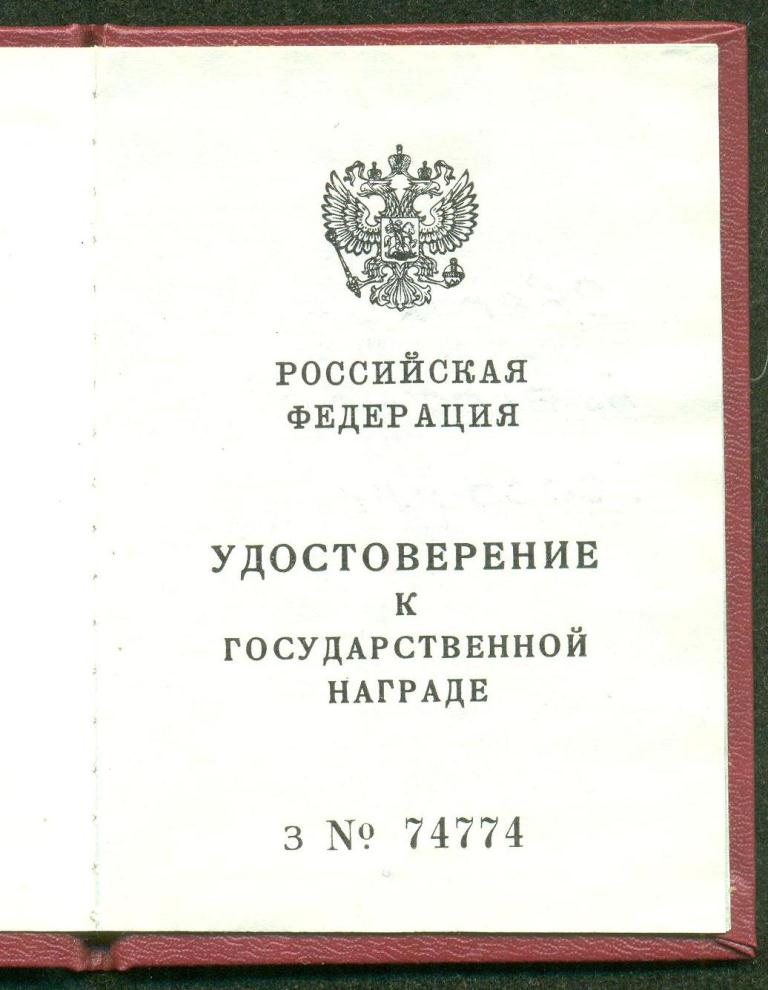 РОССИЙСКАЯ
ФЕДЕРАЦИЯ
УДОСТОВЕРЕНИЕ
К
ГОСУДАРСТВЕННОЙ
НАГРАДЕ
З № 74774